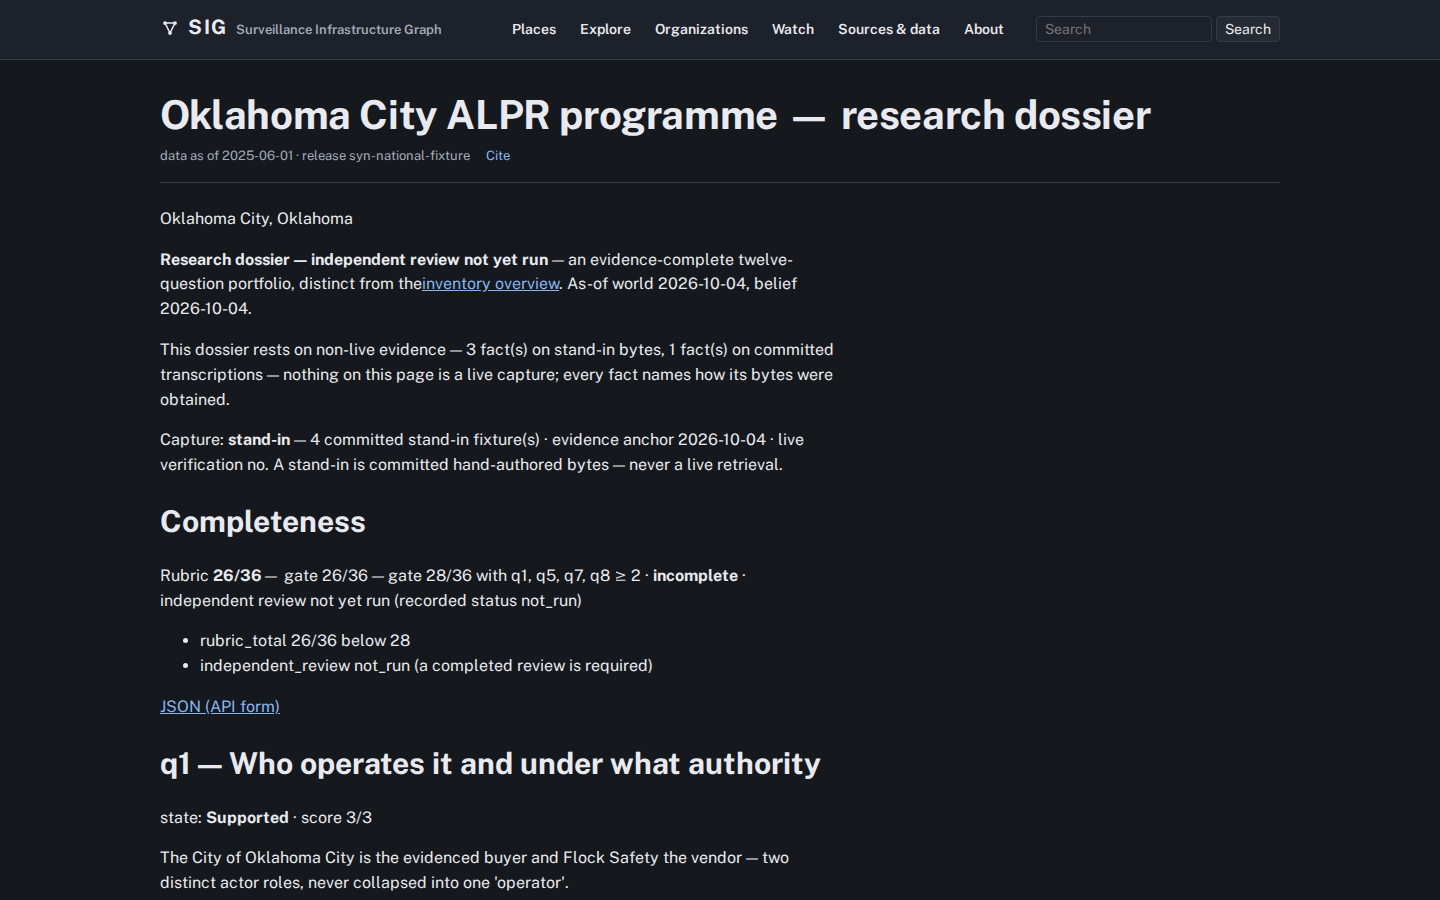 SIG Surveillance Infrastructure Graph Places Explore Organizations Watch Sources & data About Search Search
Oklahoma City ALPR programme — research dossier
data as of 2025-06-01 · release syn-national-fixture Cite
Oklahoma City, Oklahoma
Research dossier — independent review not yet run — an evidence-complete twelve-
question portfolio, distinct from theinventory overview. As-of world 2026-10-04, belief
2026-10-04.
This dossier rests on non-live evidence — 3 fact(s) on stand-in bytes, 1 fact(s) on committed
transcriptions — nothing on this page is a live capture; every fact names how its bytes were
obtained.
Capture: stand-in — 4 committed stand-in fixture(s) · evidence anchor 2026-10-04 · live
verification no. A stand-in is committed hand-authored bytes — never a live retrieval.
Completeness
Rubric 26/36 — gate 26/36 — gate 28/36 with q1, q5, q7, q8 ≥ 2 · incomplete ·
independent review not yet run (recorded status not_run)
• rubric_total 26/36 below 28
• independent_review not_run (a completed review is required)
JSON (API form)
q1 — Who operates it and under what authority
state: Supported · score 3/3
The City of Oklahoma City is the evidenced buyer and Flock Safety the vendor — two
distinct actor roles, never collapsed into one 'operator'.